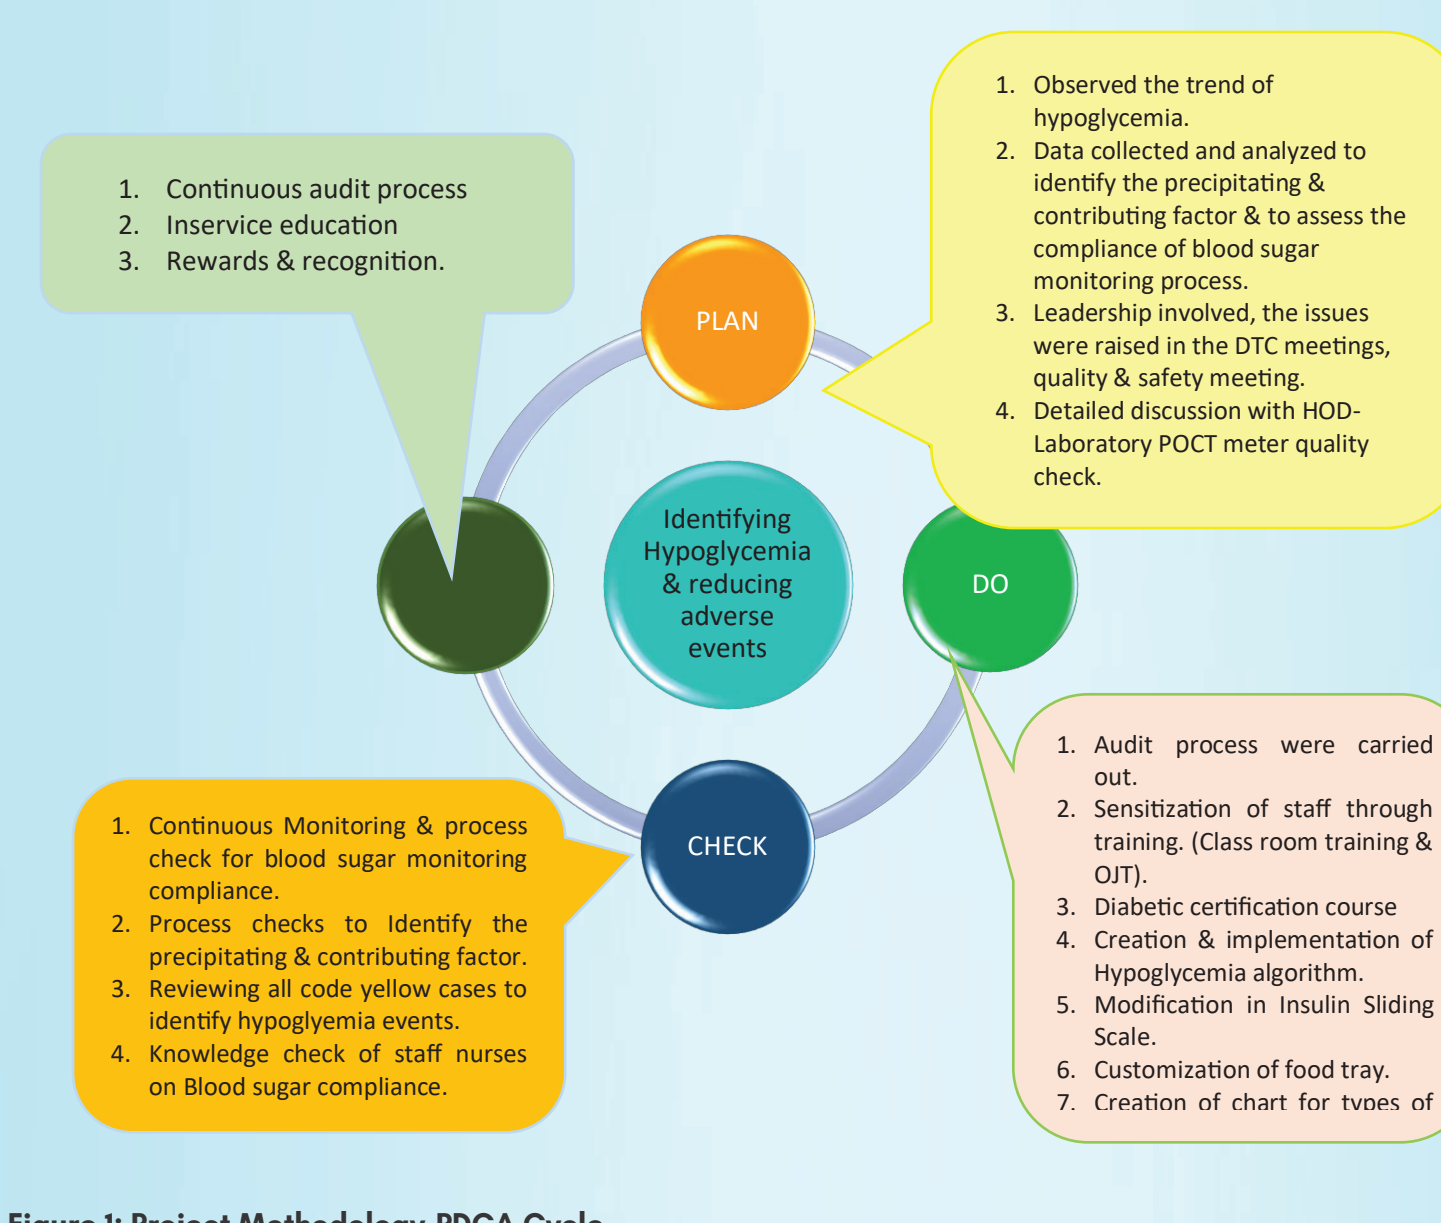 1. Continuous audit process
2. Inservice education
3. Rewards & recognition.
PLAN
1. Observed the trend of
hypoglycemia.
2. Data collected and analyzed to
identify the precipitating &
contributing factor & to assess the
compliance of blood sugar
monitoring process.
3. Leadership involved, the issues
were raised in the DTC meetings,
quality & safety meeting.
4. Detailed discussion with HOD-
Laboratory POCT meter quality
check.
Identifying
Hypoglycemia
& reducing
adverse
events
DO
1. Audit process were carried
out.
2. Sensitization of staff through
training. (Class room training &
OJT).
3. Diabetic certification course
4. Creation & implementation of
Hypoglycemia algorithm.
5. Modification in Insulin Sliding
Scale.
6. Customization of food tray.
7. Creation of chart for types of
CHECK
1. Continuous Monitoring & process
check for blood sugar monitoring
compliance.
2. Process checks to Identify the
precipitating & contributing factor.
3. Reviewing all code yellow cases to
identify hypoglyemia events.
4. Knowledge check of staff nurses
on Blood sugar compliance.
Figure 1: Project Methodology-PDCA Cycle